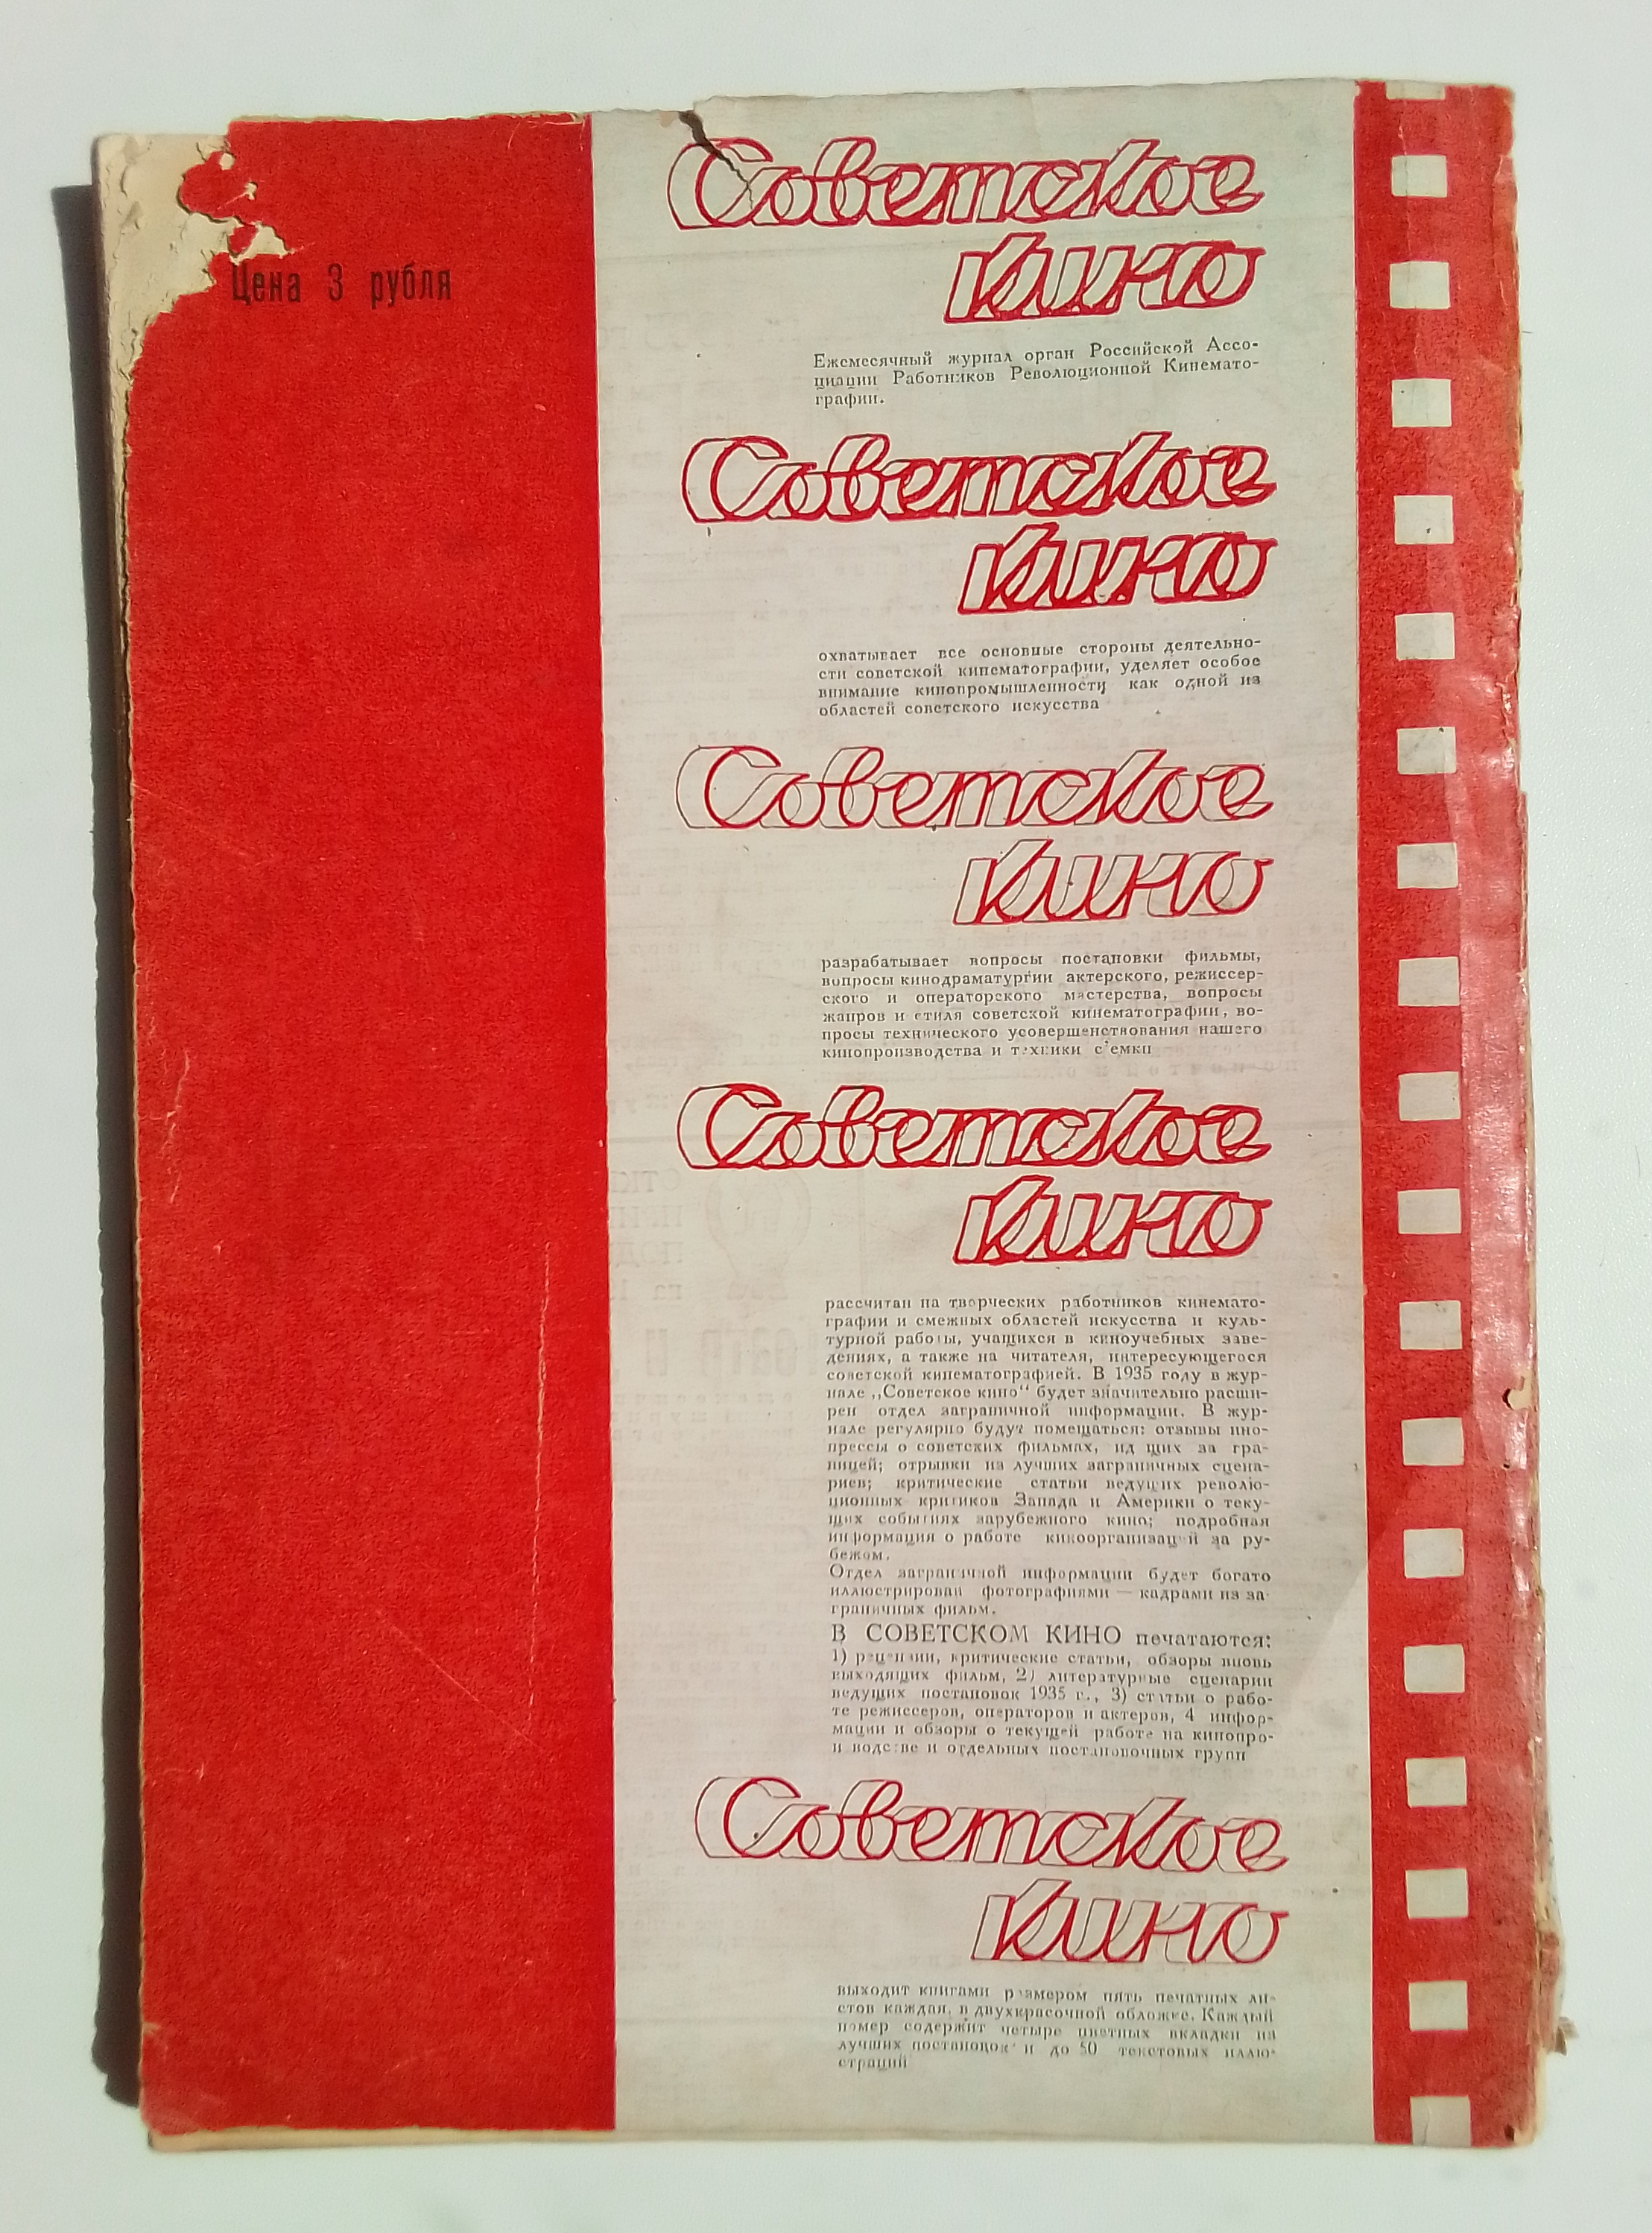 Цена 3 рубля
Советское
кино
Ежемесячный журнал орган Российской Ассо-
циации Работников Революционной Кинемато-
графии.
Советское
кино
охватывает все основные стороны деятельно-
сти советской кинематографии, уделяет особое
внимание кинопромышленности как одной из
областей советского искусства
Советское
кино
разрабатывает вопросы постановки фильмы,
вопросы кинодраматургии актерского, режиссер-
ского и операторского мастерства, вопросы
жанров и стиля советской кинематографии, во-
просы технического усовершенствования нашего
кинопроизводства и техники с'емки
Советское
кино
рассчитан на творческих работников кинемато-
графии и смежных областей искусства и куль-
турной работы, учащихся в киноучебных заве-
дениях, а также на читателя, интересующегося
советской кинематографией. В 1935 году в жур-
нале „Советское кино" будет значительно расши-
рен отдел заграничной информации. В жур-
нале регулярно будут помещаться: отзывы ино-
прессы о советских фильмах, ид щих за гра-
ницей; отрывки из лучших заграничных сцена-
риев; критические статьи ведущих револю-
ционных критиков Запада и Америки о теку-
щих событиях зарубежного кино; подробная
информация о работе киноорганизаций за ру-
бежом.
Отдел заграничной информации будет богато
иллюстрирован фотографиями — кадрами из за-
граничных фильм.
В СОВЕТСКОМ КИНО печатаются:
1) рецензии, критические статьи, обзоры вновь
выходящих фильм, 2) литературные сценарии
ведущих постановок 1935 г., 3) статьи о рабо-
те режиссеров, операторов и актеров, 4 инфор-
мации и обзоры о текущей работе на кинопро-
и водстве и отдельных постановочных групп
Советское
кино
выходит книгами размером пять печатных ли-
стов каждая, в двухкрасочной обложке. Каждый
номер содержит четыре цветных вкладки из
лучших постановок и до 50 текстовых иллю-
страций